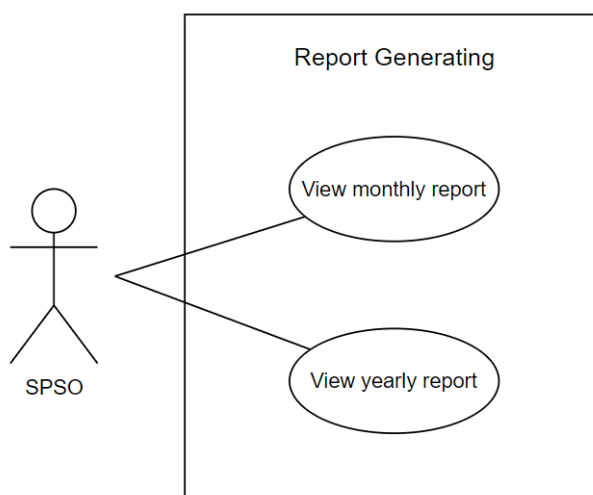 Report Generating
View monthly report
SPSO
View yearly report